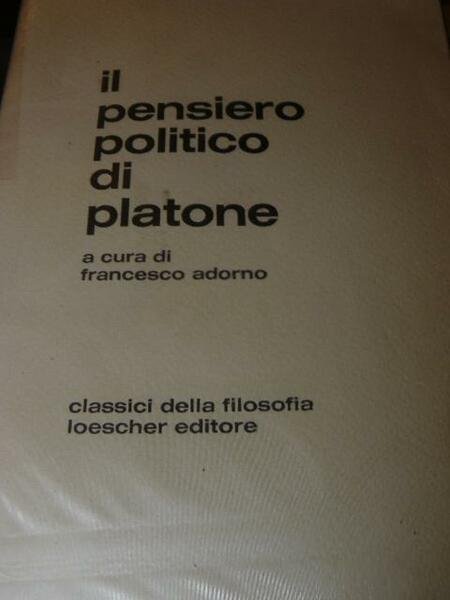 il
pensiero
politico
di
platone
a cura di
francesco adorno
classici della filosofia
loescher editore